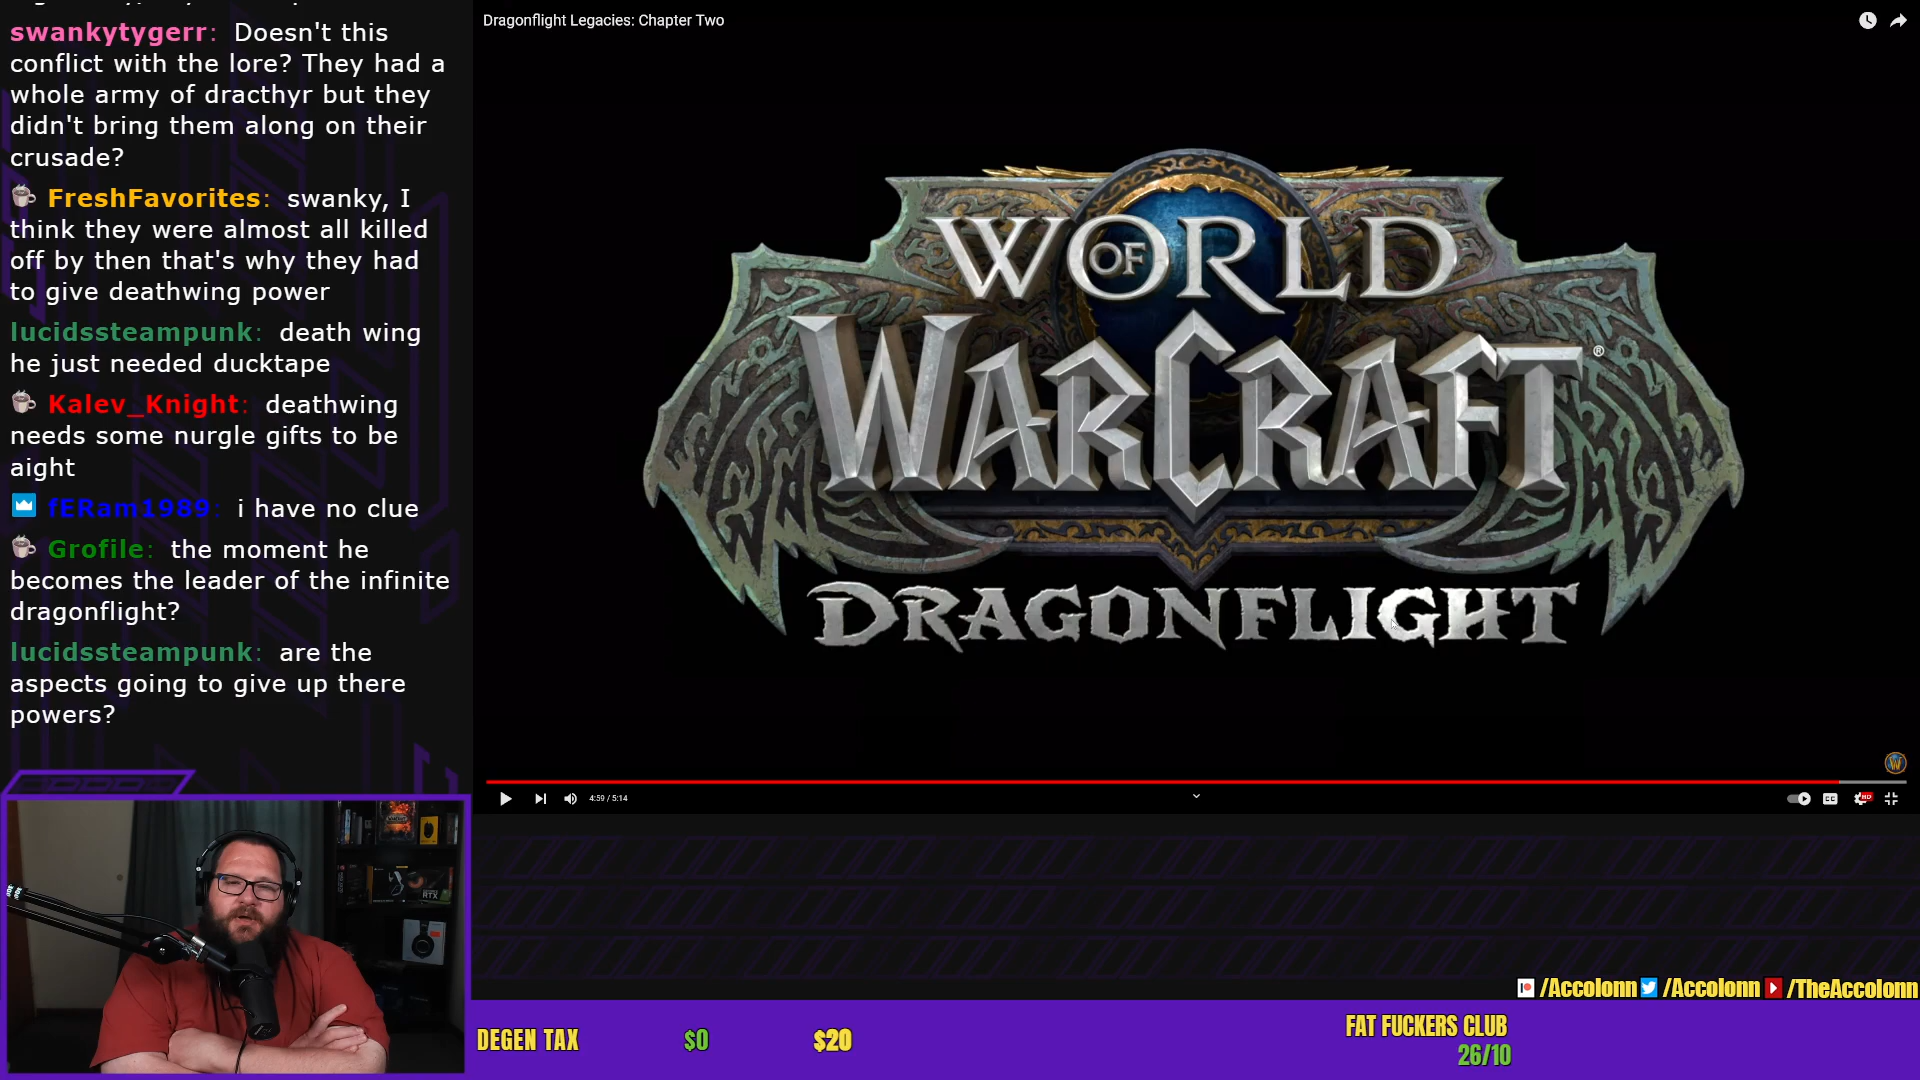 swankytygerr: Doesn't this
conflict with the lore? They had a
whole army of dracthyr but they
didn't bring them along on their
crusade?
FreshFavorites: swanky, I
think they were almost all killed
off by then that's why they had
to give deathwing power
lucidssteampunk: death wing
he just needed ducktape
Kalev_Knight: deathwing
needs some nurgle gifts to be
aight
fERam1989: i have no clue
Grofile: the moment he
becomes the leader of the infinite
dragonflight?
lucidssteampunk: are the
aspects going to give up there
powers?
Dragonflight Legacies: Chapter Two
WORLD
OF
WARCRAFT
®
DRAGONFLIGHT
4:59 / 5:14
CC
HD
/Accolonn /Accolonn /TheAccolonn
DEGEN TAX $0 $20
FAT FUCKERS CLUB
26/10